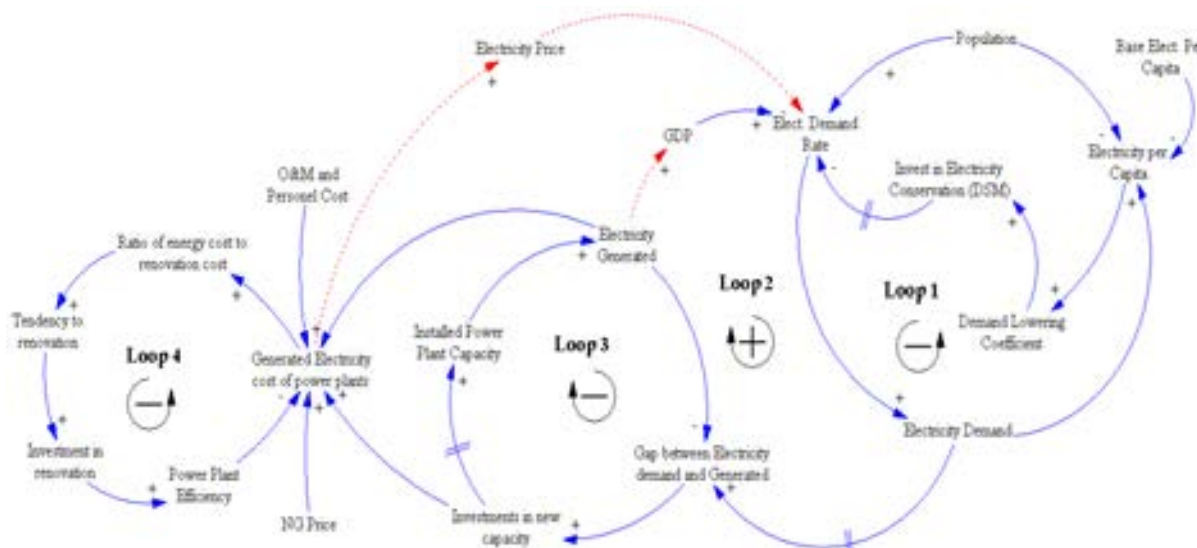 Electricity Price
Population
Base Elect. Pe
Capita
GDP
Elect. Demand
Rate
Electricity per
Capita
Invest in Electricity
Conservation (DSM)
O&M and
Personel Cost
Ratio of energy cost to
renovation cost
Electricity
Generated
Loop 2
Loop 1
Tendency to
renovation
Loop 4
Generated Electricity
cost of power plants
Installed Power
Plant Capacity
Loop 3
Demand Lowering
Coefficient
Investment in
renovation
Power Plant
Efficiency
Gap between Electricity
demand and Generated
Electricity Demand
NG Price
Investments in new
capacity